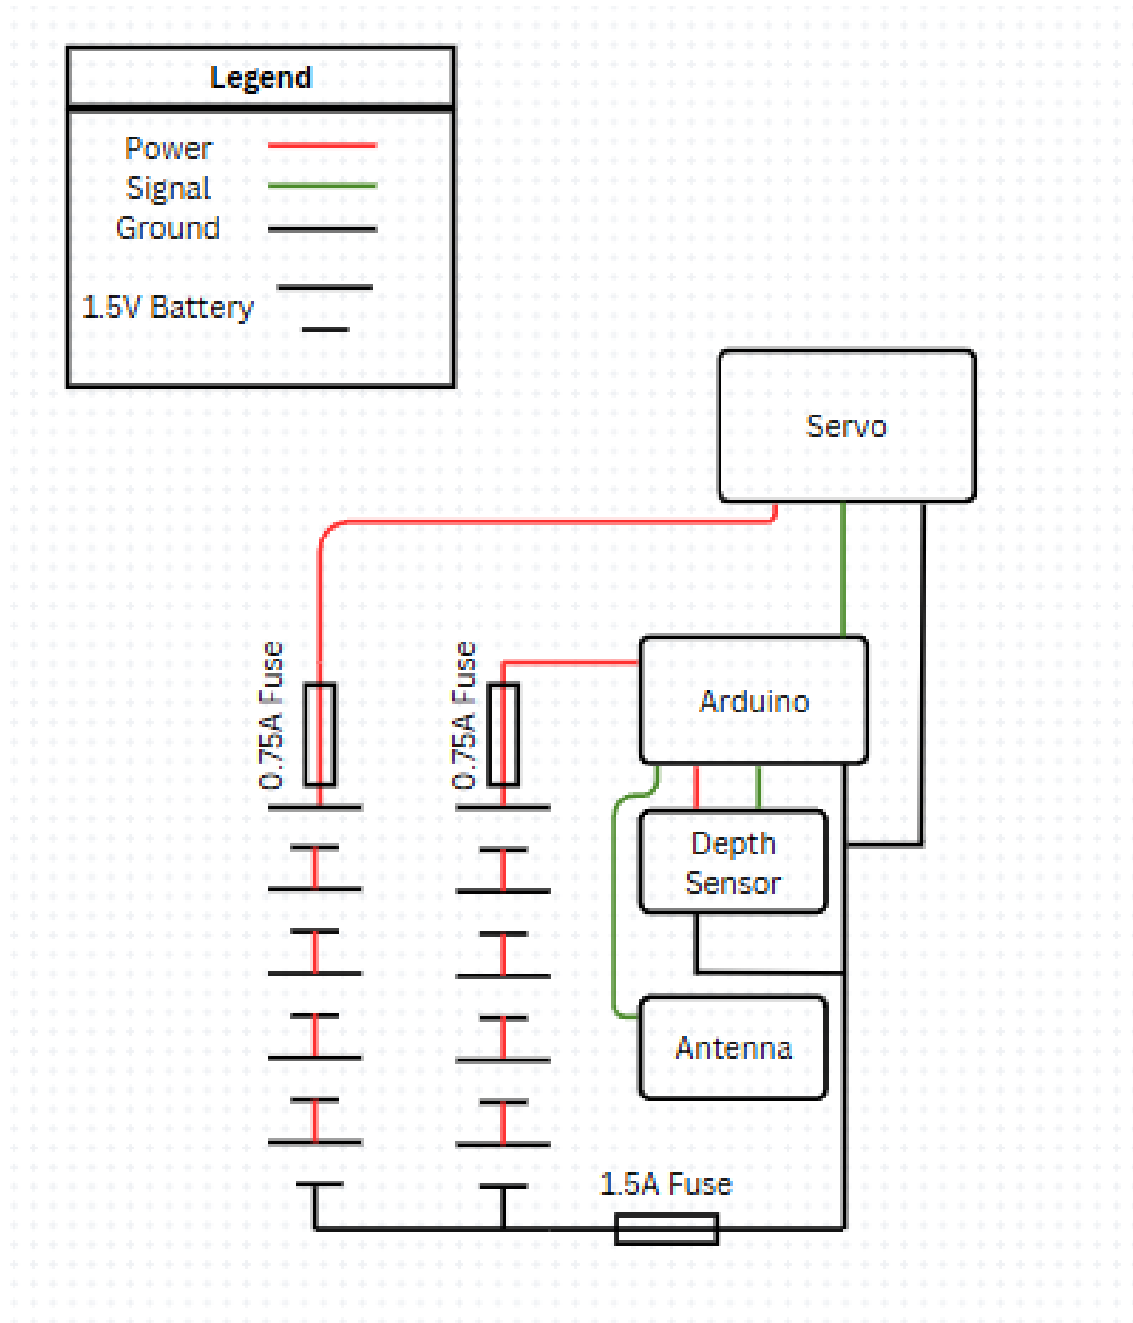 Legend
Power
Signal
Ground
1.5V Battery
Servo
0.75A Fuse
0.75A Fuse
Arduino
Depth
Sensor
Antenna
1.5A Fuse